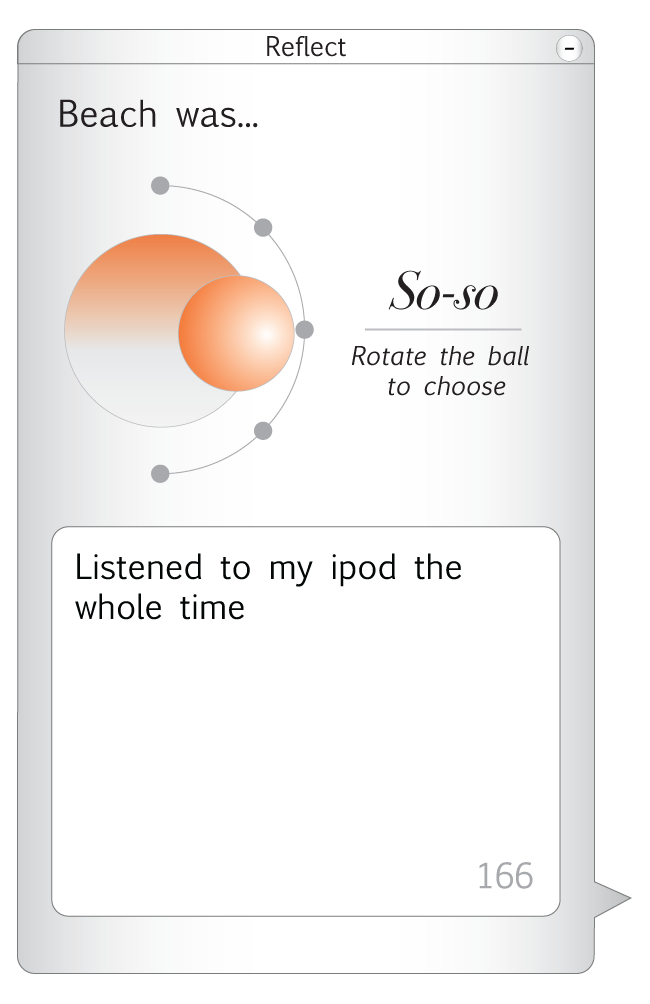 Reflect
-
Beach was...
So-so
Rotate the ball
to choose
Listened to my ipod the
whole time
166